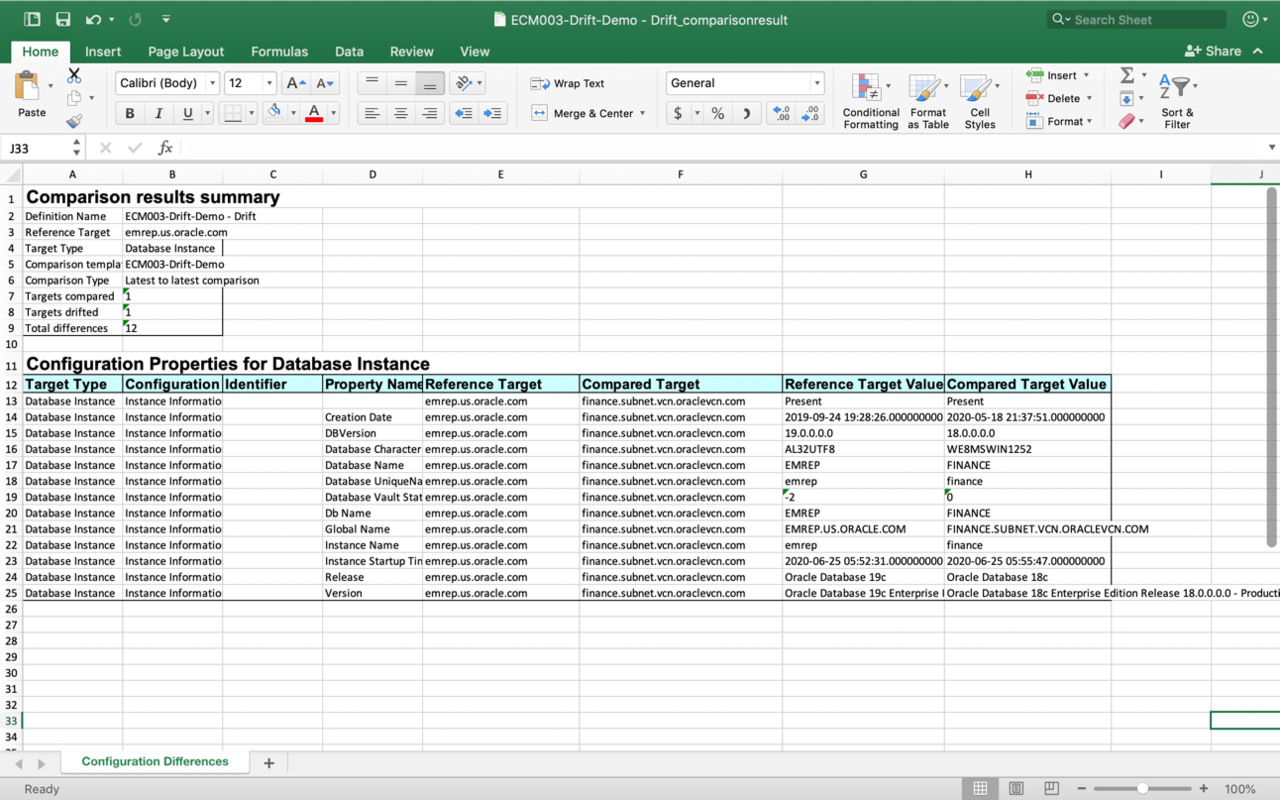 ECM003-Drift-Demo - Drift_comparisonresult
Search Sheet
Home Insert Page Layout Formulas Data Review View
Share
Paste
Calibri (Body) 12 A A
B I U A
Wrap Text
Merge & Center
General
$ % .0 .00 .00 .0
Conditional Formatting
Format as Table
Cell Styles
Insert
Delete
Format
Sort & Filter
J33 fx
A B C D E F G H I J
1 Comparison results summary
2 Definition Name ECM003-Drift-Demo - Drift
3 Reference Target emrep.us.oracle.com
4 Target Type Database Instance
5 Comparison templa ECM003-Drift-Demo
6 Comparison Type Latest to latest comparison
7 Targets compared 1
8 Targets drifted 1
9 Total differences 12
10
11 Configuration Properties for Database Instance
12 Target Type Configuration Identifier Property Name Reference Target Compared Target Reference Target Value Compared Target Value
13 Database Instance Instance Informatio emrep.us.oracle.com finance.subnet.vcn.oraclevcn.com Present Present
14 Database Instance Instance Informatio Creation Date emrep.us.oracle.com finance.subnet.vcn.oraclevcn.com 2019-09-24 19:28:26.000000000 2020-05-18 21:37:51.000000000
15 Database Instance Instance Informatio DBVersion emrep.us.oracle.com finance.subnet.vcn.oraclevcn.com 19.0.0.0.0 18.0.0.0.0
16 Database Instance Instance Informatio Database Character emrep.us.oracle.com finance.subnet.vcn.oraclevcn.com AL32UTF8 WE8MSWIN1252
17 Database Instance Instance Informatio Database Name emrep.us.oracle.com finance.subnet.vcn.oraclevcn.com EMREP FINANCE
18 Database Instance Instance Informatio Database UniqueNa emrep.us.oracle.com finance.subnet.vcn.oraclevcn.com emrep finance
19 Database Instance Instance Informatio Database Vault Stat emrep.us.oracle.com finance.subnet.vcn.oraclevcn.com -2 0
20 Database Instance Instance Informatio Db Name emrep.us.oracle.com finance.subnet.vcn.oraclevcn.com EMREP FINANCE
21 Database Instance Instance Informatio Global Name emrep.us.oracle.com finance.subnet.vcn.oraclevcn.com EMREP.US.ORACLE.COM FINANCE.SUBNET.VCN.ORACLEVCN.COM
22 Database Instance Instance Informatio Instance Name emrep.us.oracle.com finance.subnet.vcn.oraclevcn.com emrep finance
23 Database Instance Instance Informatio Instance Startup Tim emrep.us.oracle.com finance.subnet.vcn.oraclevcn.com 2020-06-25 05:52:31.000000000 2020-06-25 05:55:47.000000000
24 Database Instance Instance Informatio Release emrep.us.oracle.com finance.subnet.vcn.oraclevcn.com Oracle Database 19c Oracle Database 18c
25 Database Instance Instance Informatio Version emrep.us.oracle.com finance.subnet.vcn.oraclevcn.com Oracle Database 19c Enterprise Oracle Database 18c Enterprise Edition Release 18.0.0.0.0 - Producti
26
27
28
29
30
31
32
33
34
Configuration Differences
Ready 100%